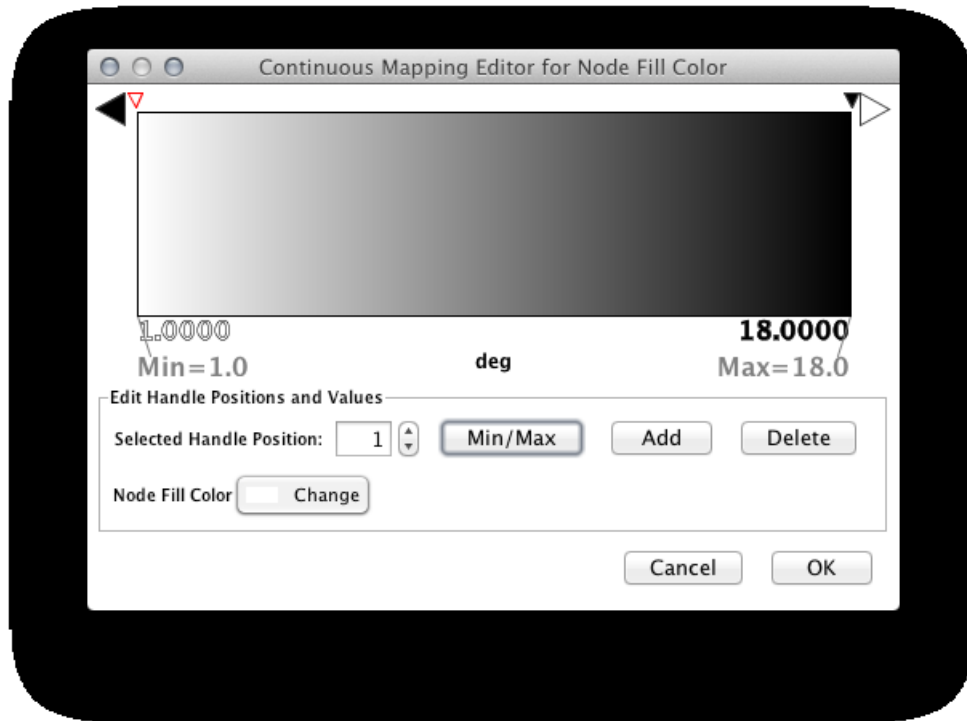 Continuous Mapping Editor for Node Fill Color
1.0000 18.0000
Min=1.0 deg Max=18.0
Edit Handle Positions and Values
Selected Handle Position: 1 Min/Max Add Delete
Node Fill Color Change
Cancel OK